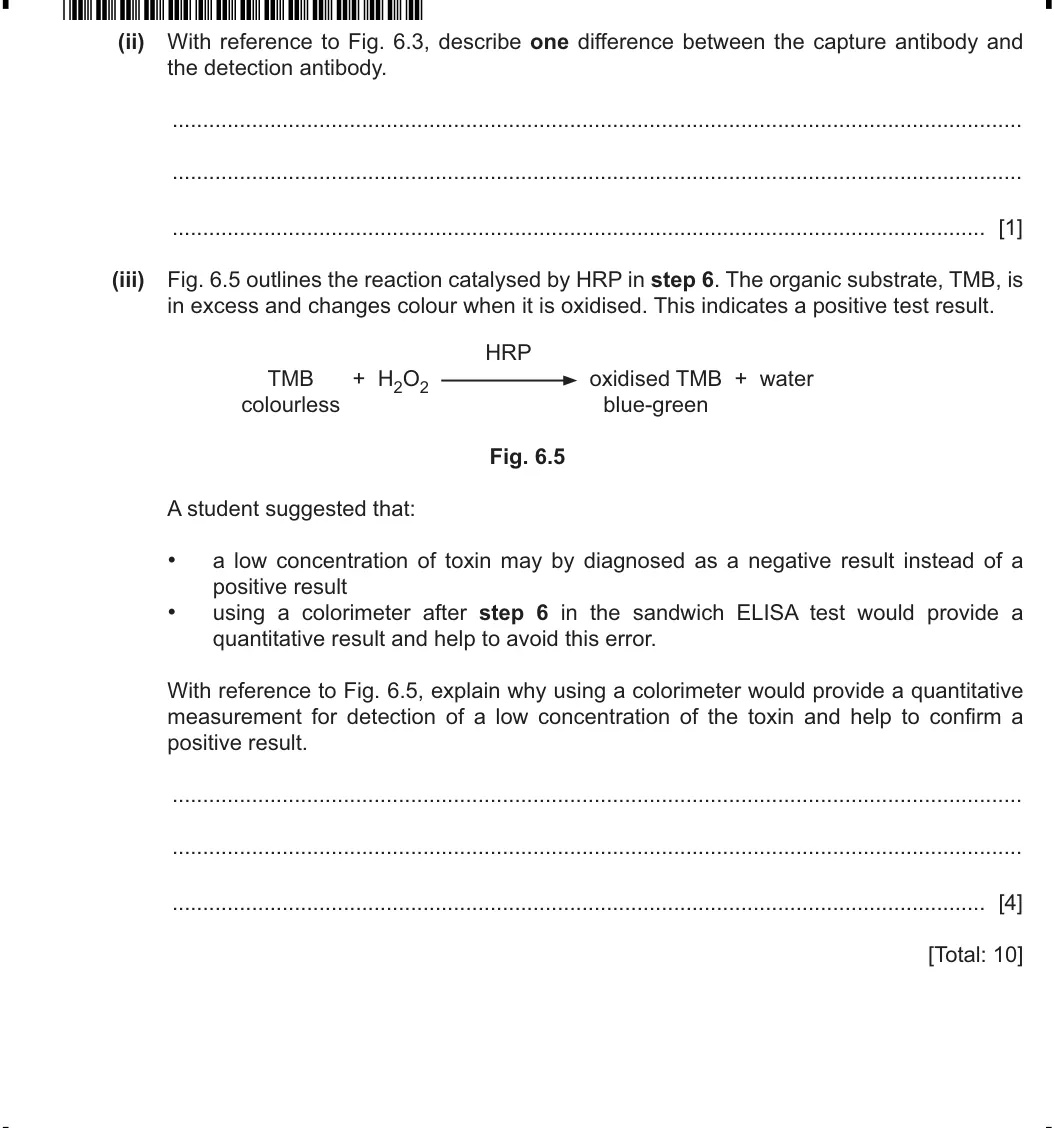 (ii) With reference to Fig. 6.3, describe one difference between the capture antibody and
the detection antibody.
..............................................................................................................................................
..............................................................................................................................................
........................................................................................................................................ [1]
(iii) Fig. 6.5 outlines the reaction catalysed by HRP in step 6. The organic substrate, TMB, is
in excess and changes colour when it is oxidised. This indicates a positive test result.
HRP
TMB + H2O2 → oxidised TMB + water
colourless blue-green
Fig. 6.5
A student suggested that:
• a low concentration of toxin may by diagnosed as a negative result instead of a
positive result
• using a colorimeter after step 6 in the sandwich ELISA test would provide a
quantitative result and help to avoid this error.
With reference to Fig. 6.5, explain why using a colorimeter would provide a quantitative
measurement for detection of a low concentration of the toxin and help to confirm a
positive result.
..............................................................................................................................................
..............................................................................................................................................
........................................................................................................................................ [4]
[Total: 10]